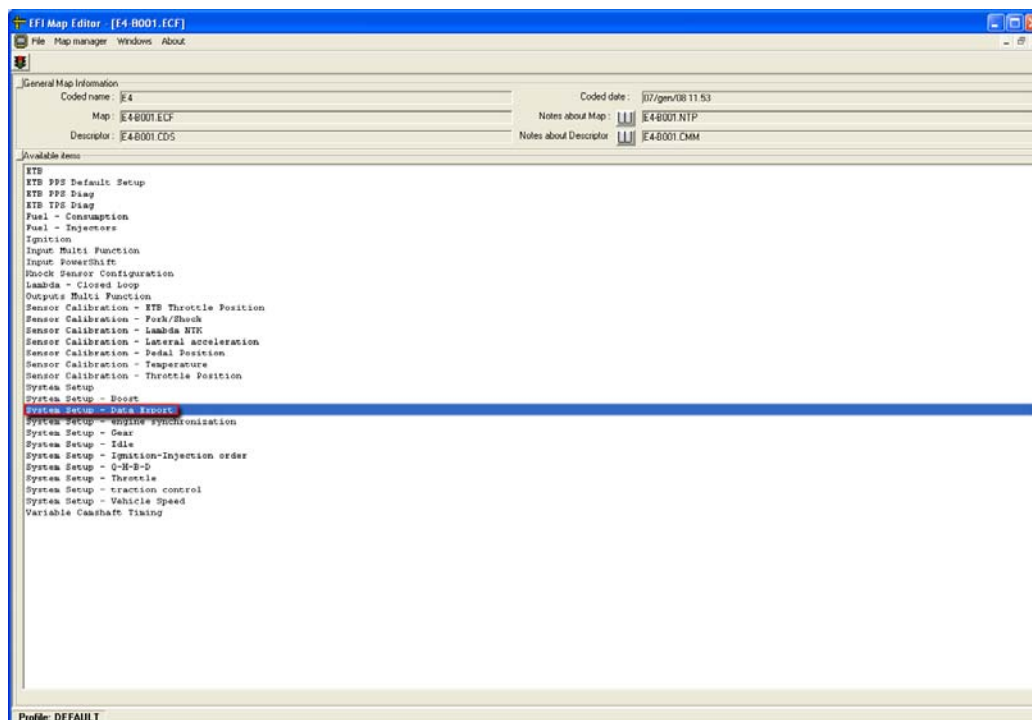 EFI Map Editor - [E4-B001.ECF]
File Map manager Windows About
General Map Information
Coded name : E4 Coded date : 07/gen/08 11.53
Map : E4-B001.ECF Notes about Map : E4-B001.NTP
Descriptor : E4-B001.CDS Notes about Descriptor E4-B001.CMM
Available items
ETB
ETB PPS Default Setup
ETB PPS Diag
ETB TPS Diag
Fuel - Consumption
Fuel - Injectors
Ignition
Input Multi Function
Input PowerShift
Knock Sensor Configuration
Lambda - Closed Loop
Outputs Multi Function
Sensor Calibration - ETB Throttle Position
Sensor Calibration - Fork/Shock
Sensor Calibration - Lambda NTK
Sensor Calibration - Lateral acceleration
Sensor Calibration - Pedal Position
Sensor Calibration - Temperature
Sensor Calibration - Throttle Position
System Setup
System Setup - Boost
System Setup - Data Export
System Setup - engine synchronization
System Setup - Gear
System Setup - Idle
System Setup - Ignition-Injection order
System Setup - Q-H-B-D
System Setup - Throttle
System Setup - traction control
System Setup - Vehicle Speed
Variable Camshaft Timing
Profile: DEFAULT